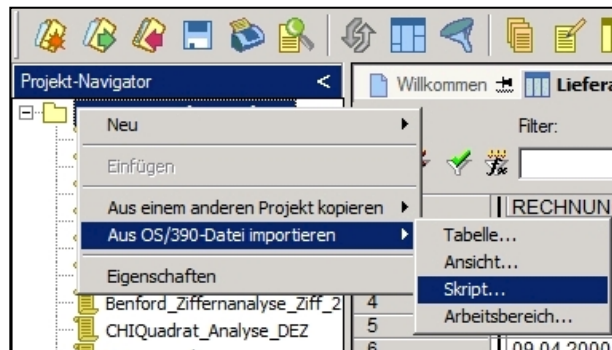 Projekt-Navigator <
Willkommen Liefera
Neu
Filter:
Einfügen
Aus einem anderen Projekt kopieren
RECHNUN
Aus OS/390-Datei importieren
Tabelle...
Ansicht...
Eigenschaften
Skript...
Benford_Ziffernanalyse_Ziff_2
4
Arbeitsbereich...
CHIQuadrat_Analyse_DEZ
5
6
09.04.2000